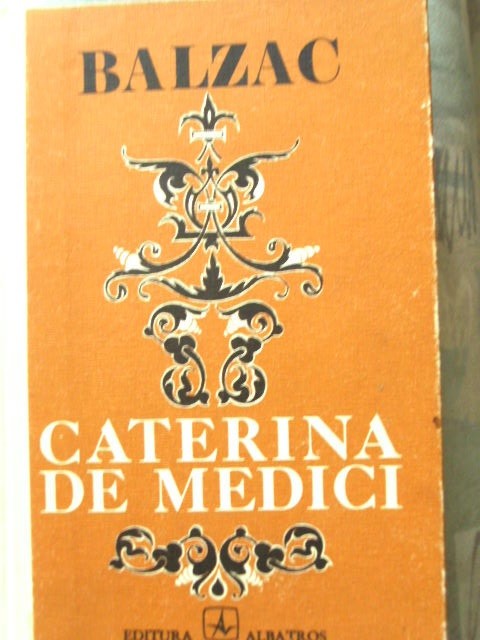 BALZAC
CATERINA
DE MEDICI
EDITURA ALBATROS